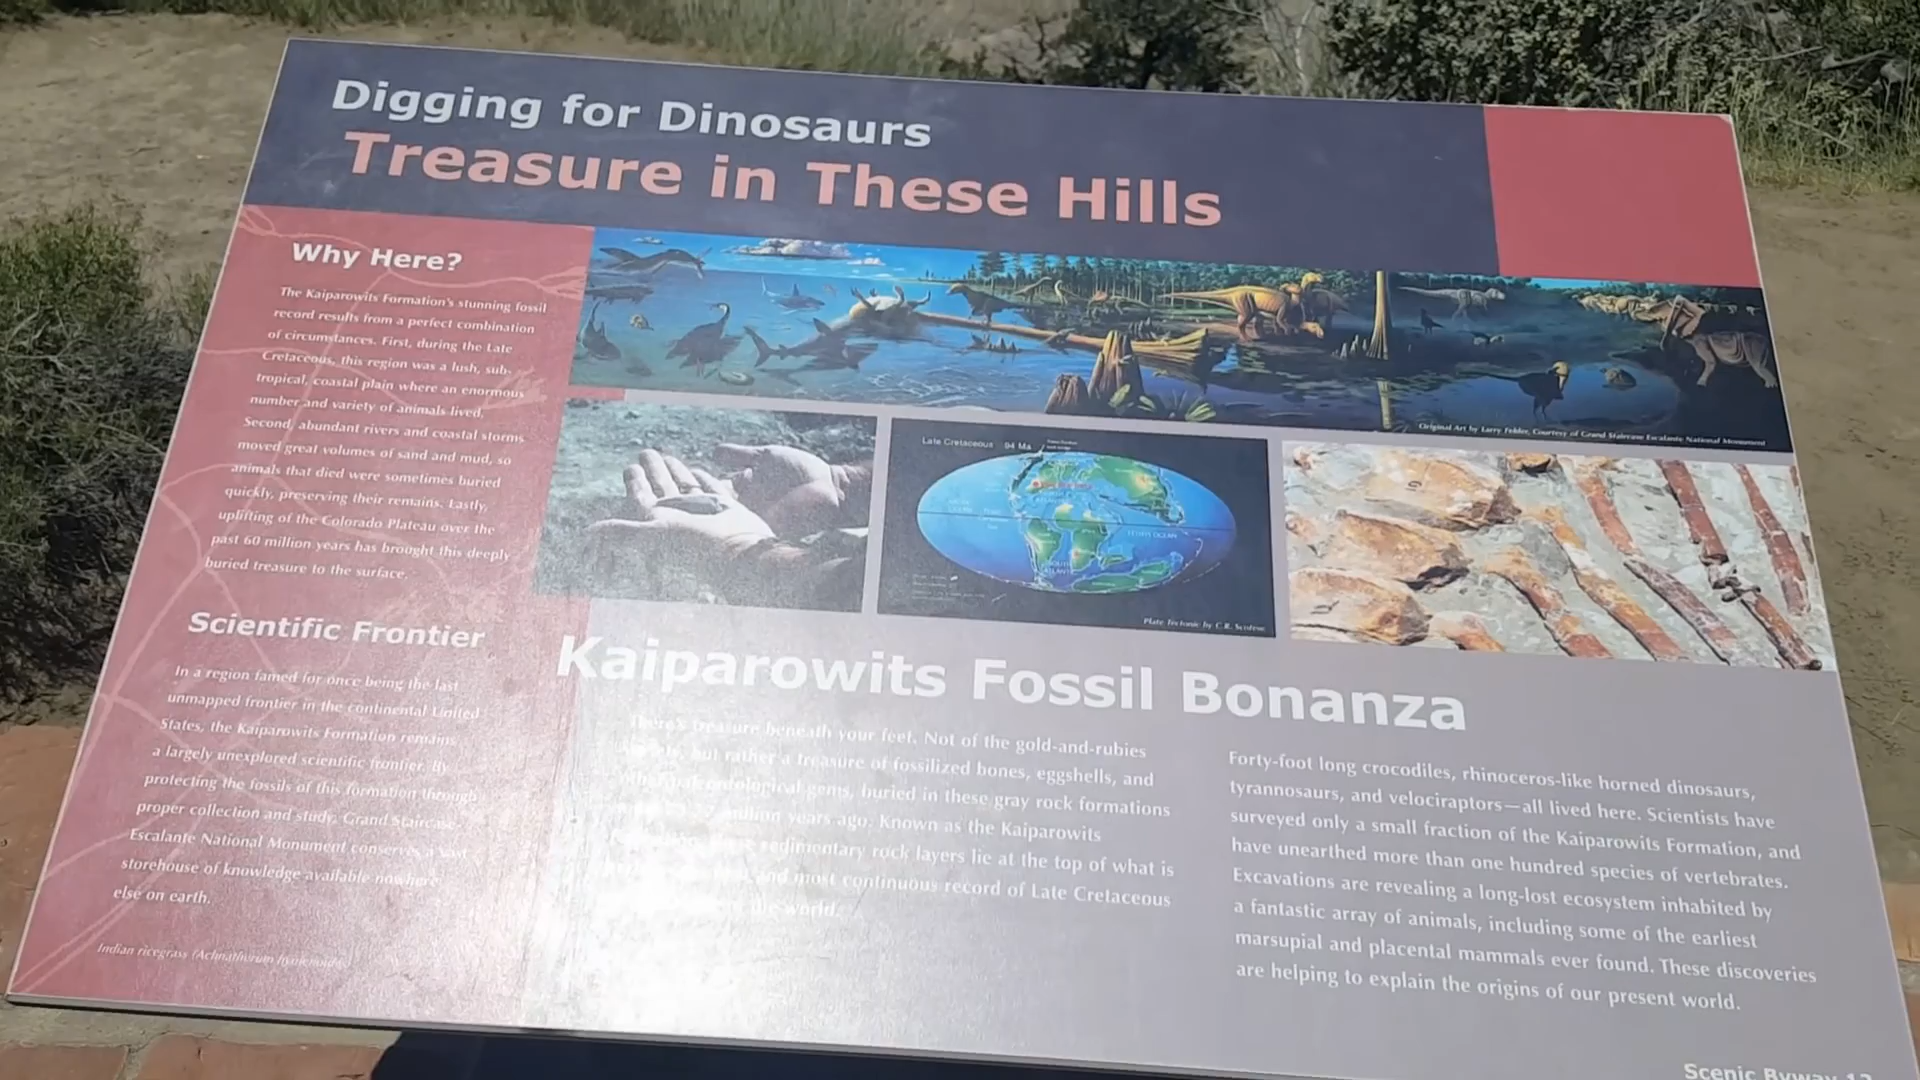 Digging for Dinosaurs
Treasure in These Hills
Why Here?
The Kaiparowits Formation's stunning fossil
record results from a perfect combination
of circumstances. First, during the Late
Cretaceous, this region was a lush, sub-
tropical, coastal plain where an enormous
number and variety of animals lived.
Second, abundant rivers and coastal storms
moved great volumes of sand and mud, so
animals that died were sometimes buried
quickly, preserving their remains. Lastly,
uplifting of the Colorado Plateau over the
past 60 million years has brought this deeply
buried treasure to the surface.
Scientific Frontier
In a region famed for once being the last
unmapped frontier in the continental United
States, the Kaiparowits Formation remains
a largely unexplored scientific frontier. By
protecting the fossils of this formation through
proper collection and study, Grand Staircase-
Escalante National Monument conserves a vast
storehouse of knowledge available nowhere
else on earth.
Indian ricegrass
Original Art by Larry Felder, Courtesy of Grand Staircase Escalante National Monument
Late Cretaceous 94 Ma
TETHYS OCEAN
Plate Tectonic by C.R. Scotese
Kaiparowits Fossil Bonanza
There's treasure beneath your feet. Not of the gold-and-rubies
but rather a treasure of fossilized bones, eggshells, and
gems, buried in these gray rock formations
million years ago. Known as the Kaiparowits
sedimentary rock layers lie at the top of what is
and most continuous record of Late Cretaceous
the world.
Forty-foot long crocodiles, rhinoceros-like horned dinosaurs,
tyrannosaurs, and velociraptors—all lived here. Scientists have
surveyed only a small fraction of the Kaiparowits Formation, and
have unearthed more than one hundred species of vertebrates.
Excavations are revealing a long-lost ecosystem inhabited by
a fantastic array of animals, including some of the earliest
marsupial and placental mammals ever found. These discoveries
are helping to explain the origins of our present world.
Scenic Byway 12